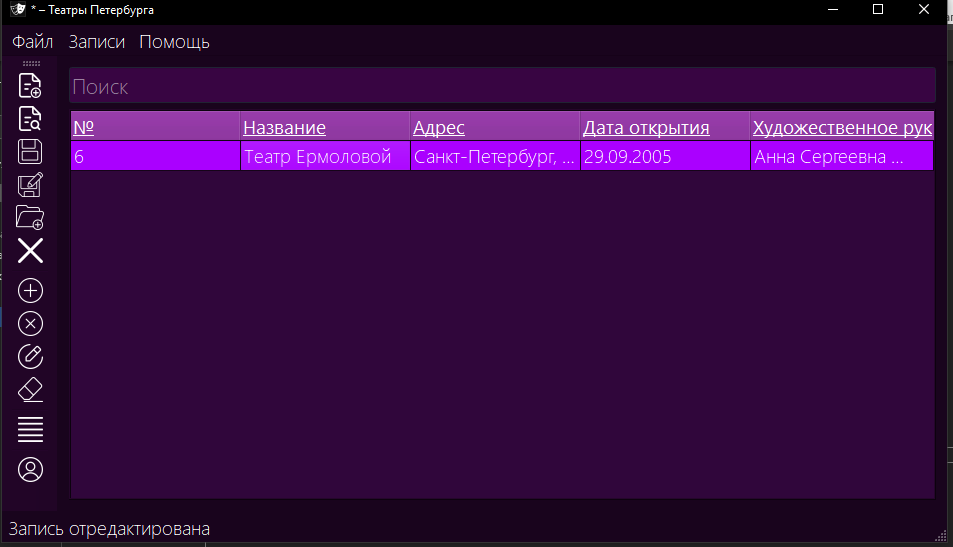 * – Театры Петербурга
Файл Записи Помощь
Поиск
№ Название Адрес Дата открытия Художественное рук
6 Театр Ермоловой Санкт-Петербург, ... 29.09.2005 Анна Сергеевна ...
Запись отредактирована